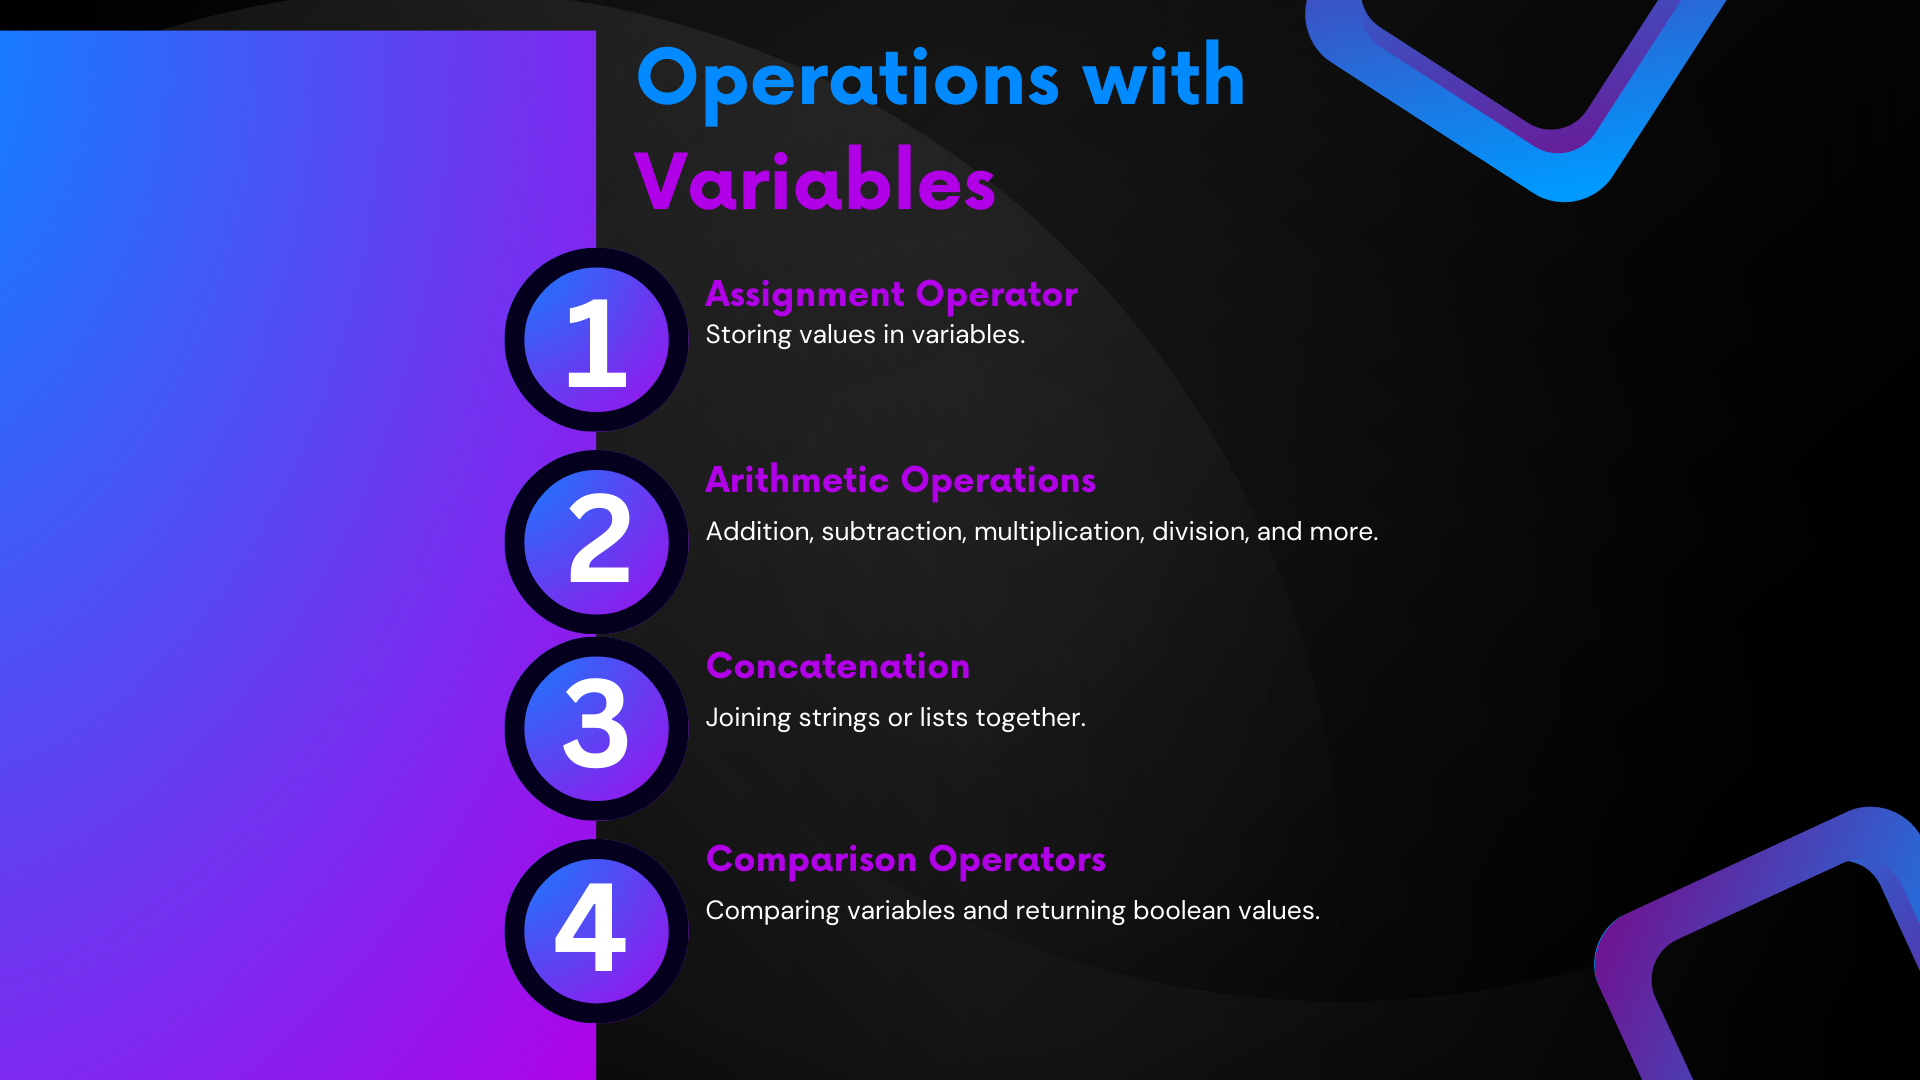 Operations with
Variables
1
Assignment Operator
Storing values in variables.
2
Arithmetic Operations
Addition, subtraction, multiplication, division, and more.
3
Concatenation
Joining strings or lists together.
4
Comparison Operators
Comparing variables and returning boolean values.